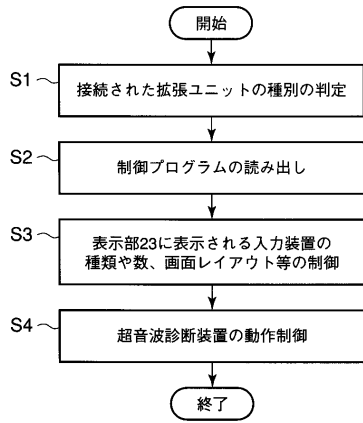 開始
S1
接続された拡張ユニットの種別の判定
S2
制御プログラムの読み出し
S3
表示部23に表示される入力装置の
種類や数、画面レイアウト等の制御
S4
超音波診断装置の動作制御
終了